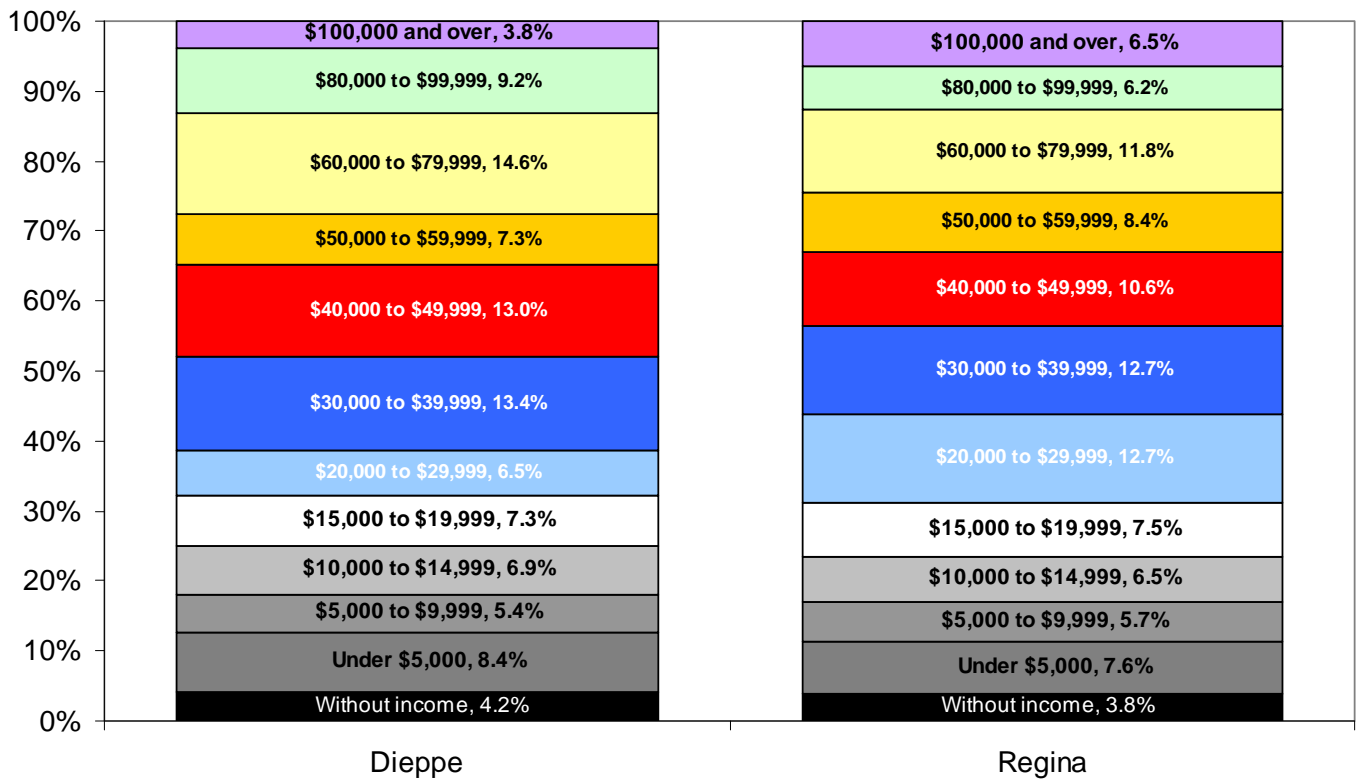 100%
90%
80%
70%
60%
50%
40%
30%
20%
10%
0%
$100,000 and over, 3.8%
$80,000 to $99,999, 9.2%
$60,000 to $79,999, 14.6%
$50,000 to $59,999, 7.3%
$40,000 to $49,999, 13.0%
$30,000 to $39,999, 13.4%
$20,000 to $29,999, 6.5%
$15,000 to $19,999, 7.3%
$10,000 to $14,999, 6.9%
$5,000 to $9,999, 5.4%
Under $5,000, 8.4%
Without income, 4.2%
$100,000 and over, 6.5%
$80,000 to $99,999, 6.2%
$60,000 to $79,999, 11.8%
$50,000 to $59,999, 8.4%
$40,000 to $49,999, 10.6%
$30,000 to $39,999, 12.7%
$20,000 to $29,999, 12.7%
$15,000 to $19,999, 7.5%
$10,000 to $14,999, 6.5%
$5,000 to $9,999, 5.7%
Under $5,000, 7.6%
Without income, 3.8%
Dieppe
Regina